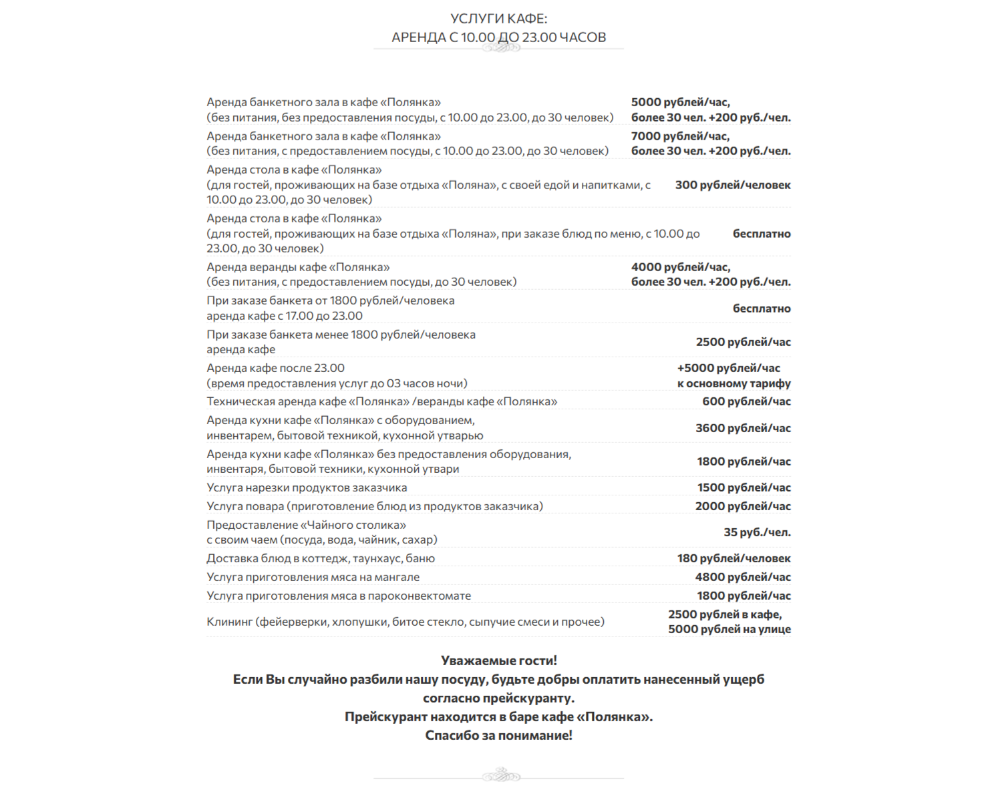 УСЛУГИ КАФЕ:
АРЕНДА С 10.00 ДО 23.00 ЧАСОВ
Аренда банкетного зала в кафе «Полянка»
(без питания, без предоставления посуды, с 10.00 до 23.00, до 30 человек)
5000 рублей/час,
более 30 чел. +200 руб./чел.
Аренда банкетного зала в кафе «Полянка»
(без питания, с предоставлением посуды, с 10.00 до 23.00, до 30 человек)
7000 рублей/час,
более 30 чел. +200 руб./чел.
Аренда стола в кафе «Полянка»
(для гостей, проживающих на базе отдыха «Поляна», с своей едой и напитками, с
10.00 до 23.00, до 30 человек)
300 рублей/человек
Аренда стола в кафе «Полянка»
(для гостей, проживающих на базе отдыха «Поляна», при заказе блюд по меню, с 10.00 до
23.00, до 30 человек)
бесплатно
Аренда веранды кафе «Полянка»
(без питания, с предоставлением посуды, до 30 человек)
4000 рублей/час,
более 30 чел. +200 руб./чел.
При заказе банкета от 1800 рублей/человека
аренда кафе с 17.00 до 23.00
бесплатно
При заказе банкета менее 1800 рублей/человека
аренда кафе
2500 рублей/час
Аренда кафе после 23.00
(время предоставления услуг до 03 часов ночи)
+5000 рублей/час
к основному тарифу
Техническая аренда кафе «Полянка» /веранды кафе «Полянка»
600 рублей/час
Аренда кухни кафе «Полянка» с оборудованием,
инвентарем, бытовой техникой, кухонной утварью
3600 рублей/час
Аренда кухни кафе «Полянка» без предоставления оборудования,
инвентаря, бытовой техники, кухонной утвари
1800 рублей/час
Услуга нарезки продуктов заказчика
1500 рублей/час
Услуга повара (приготовление блюд из продуктов заказчика)
2000 рублей/час
Предоставление «Чайного столика»
с своим чаем (посуда, вода, чайник, сахар)
35 руб./чел.
Доставка блюд в коттедж, таунхаус, баню
180 рублей/человек
Услуга приготовления мяса на мангале
4800 рублей/час
Услуга приготовления мяса в пароконвектомате
1800 рублей/час
Клининг (фейерверки, хлопушки, битое стекло, сыпучие смеси и прочее)
2500 рублей в кафе,
5000 рублей на улице
Уважаемые гости!
Если Вы случайно разбили нашу посуду, будьте добры оплатить нанесенный ущерб
согласно прейскуранту.
Прейскурант находится в баре кафе «Полянка».
Спасибо за понимание!